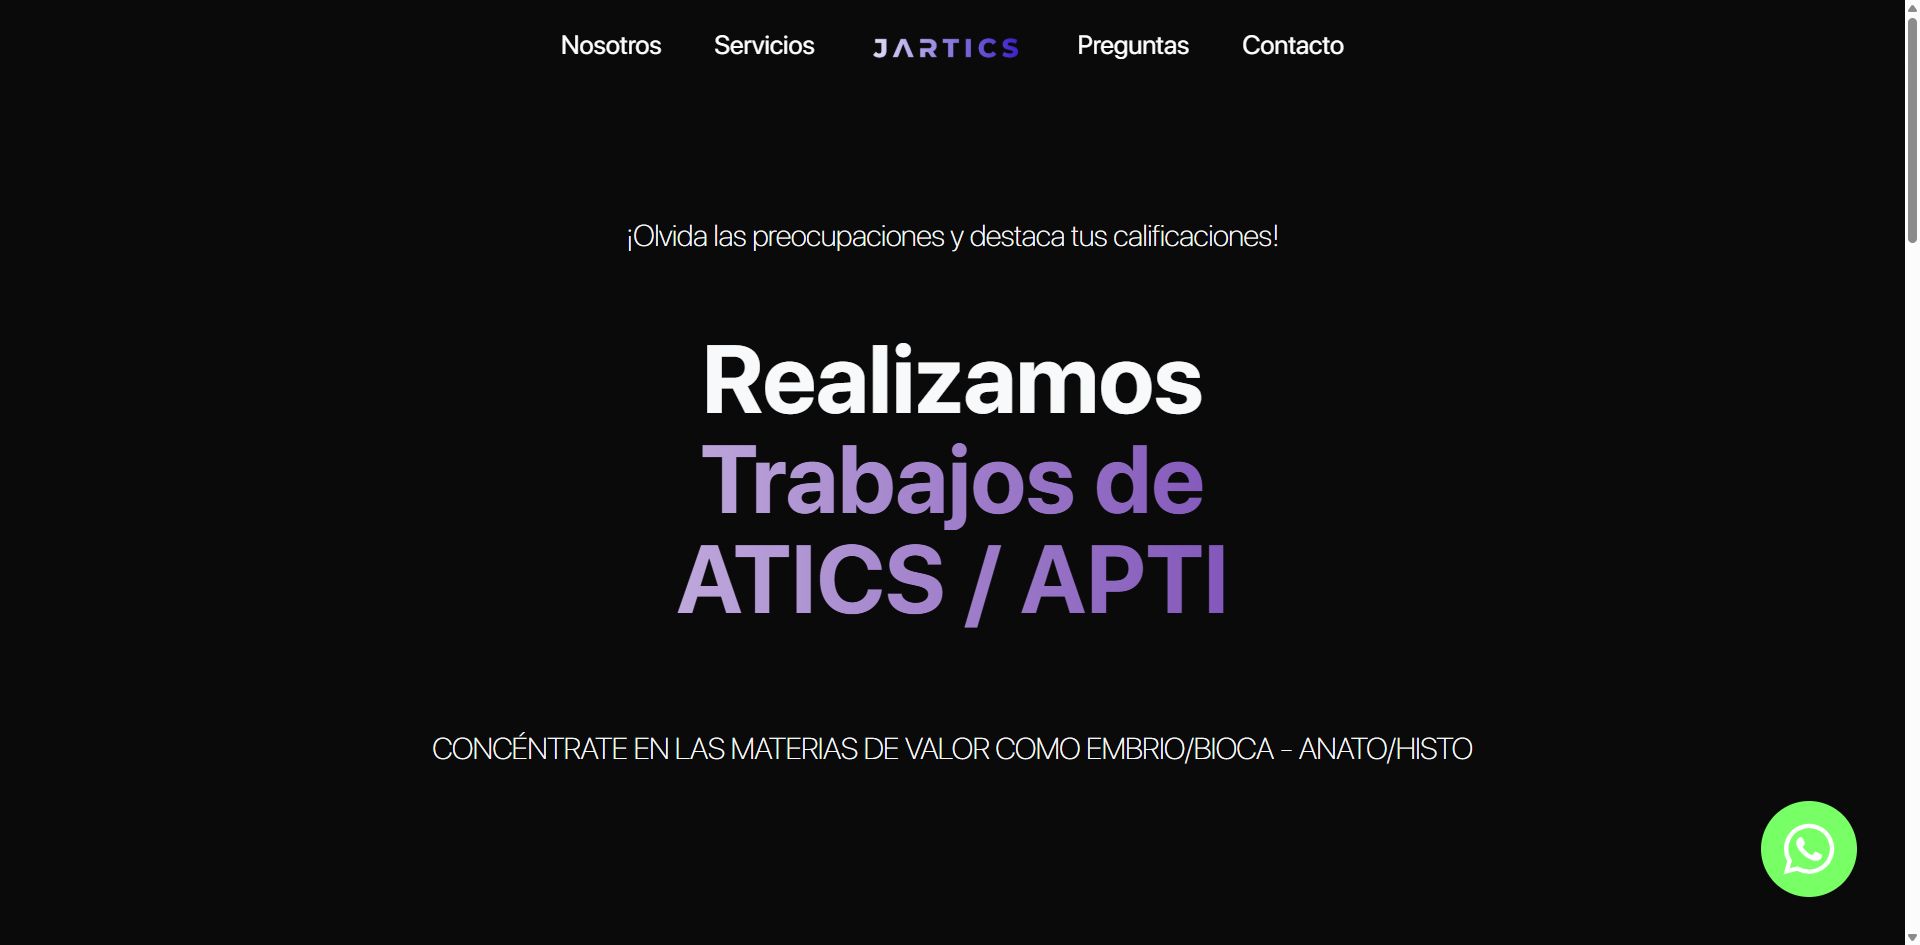 Nosotros Servicios JARTICS Preguntas Contacto
¡Olvida las preocupaciones y destaca tus calificaciones!
Realizamos
Trabajos de
ATICS / APTI
CONCÉNTRATE EN LAS MATERIAS DE VALOR COMO EMBRIO/BIOCA - ANATO/HISTO